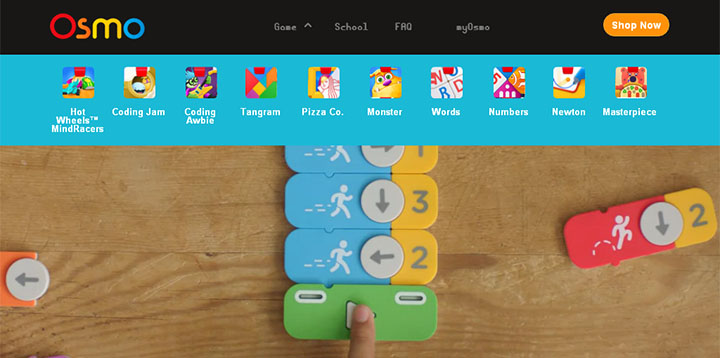 Osmo
Game School FAQ myOsmo
Shop Now
Hot Wheels™ MindRacers
Coding Jam
Coding Awbie
Tangram
Pizza Co.
Monster
Words
Numbers
Newton
Masterpiece
1
3
2
2